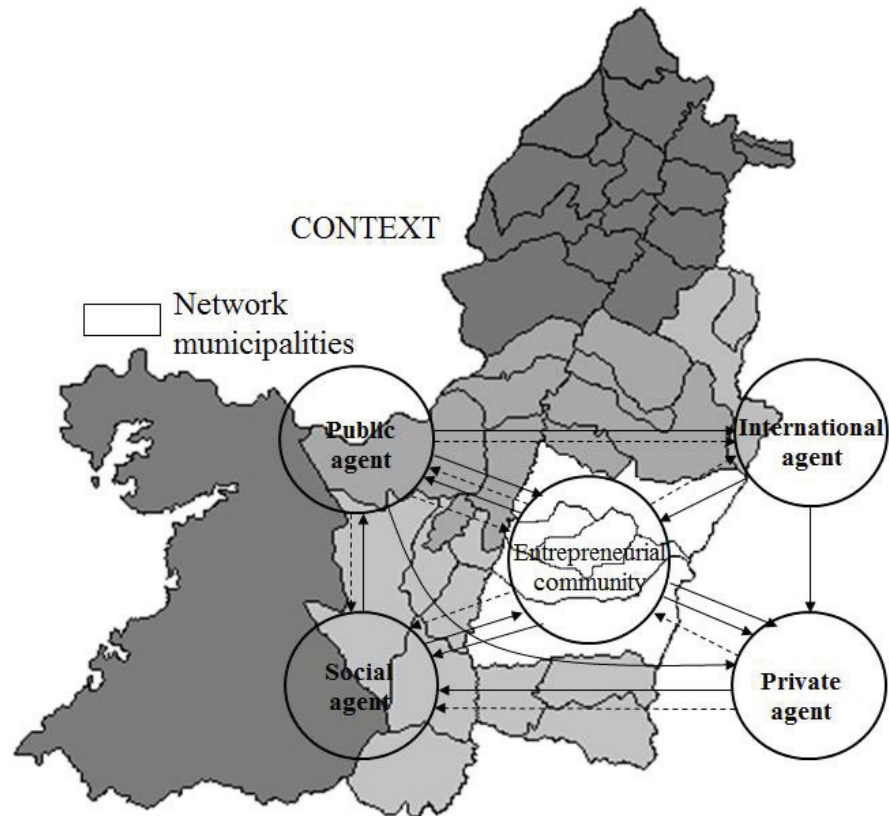 CONTEXT
Network
municipalities
Public
agent
International
agent
Entrepreneurial
community
Social
agent
Private
agent